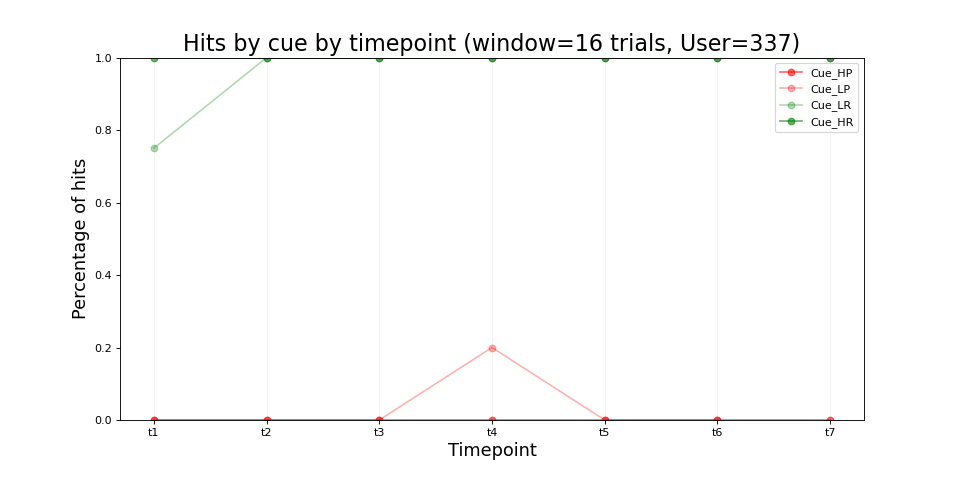 Hits by cue by timepoint (window=16 trials, User=337)
Percentage of hits
1.0
0.8
0.6
0.4
0.2
0.0
Cue_HP
Cue_LP
Cue_LR
Cue_HR
t1 t2 t3 t4 t5 t6 t7
Timepoint